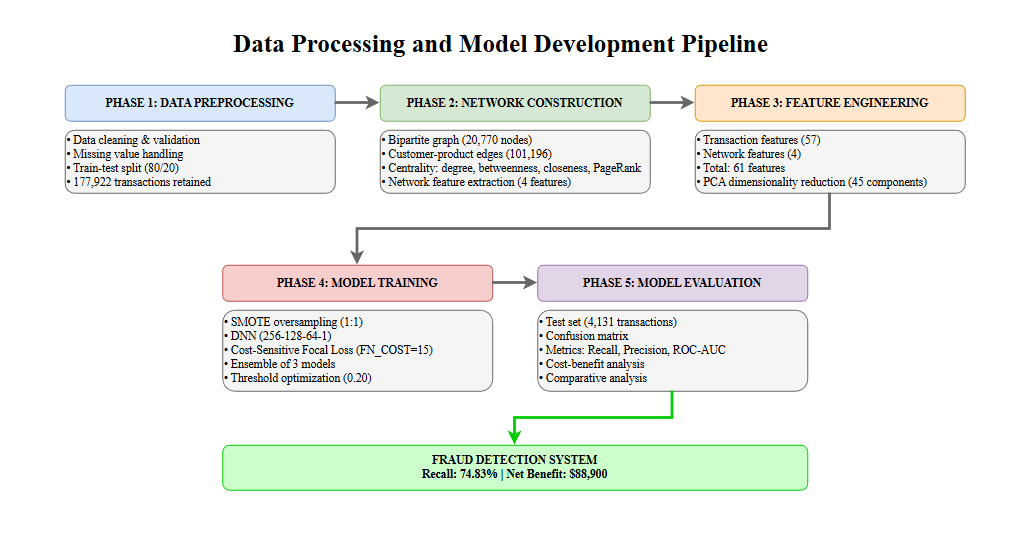 Data Processing and Model Development Pipeline
PHASE 1: DATA PREPROCESSING
• Data cleaning & validation
• Missing value handling
• Train-test split (80/20)
• 177,922 transactions retained
PHASE 2: NETWORK CONSTRUCTION
• Bipartite graph (20,770 nodes)
• Customer-product edges (101,196)
• Centrality: degree, betweenness, closeness, PageRank
• Network feature extraction (4 features)
PHASE 3: FEATURE ENGINEERING
• Transaction features (57)
• Network features (4)
• Total: 61 features
• PCA dimensionality reduction (45 components)
PHASE 4: MODEL TRAINING
• SMOTE oversampling (1:1)
• DNN (256-128-64-1)
• Cost-Sensitive Focal Loss (FN_COST=15)
• Ensemble of 3 models
• Threshold optimization (0.20)
PHASE 5: MODEL EVALUATION
• Test set (4,131 transactions)
• Confusion matrix
• Metrics: Recall, Precision, ROC-AUC
• Cost-benefit analysis
• Comparative analysis
FRAUD DETECTION SYSTEM
Recall: 74.83% | Net Benefit: $88,900